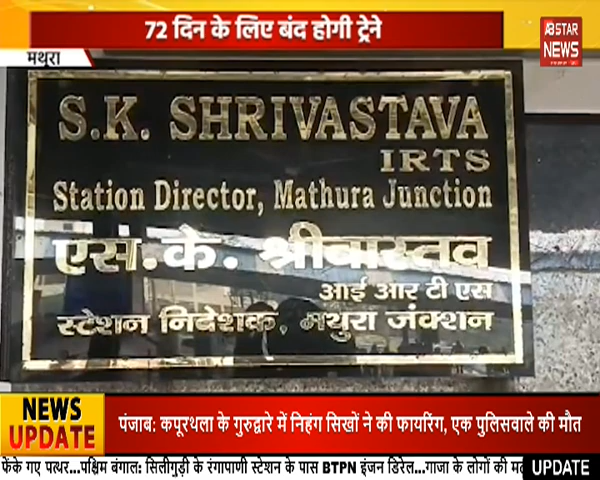 72 दिन के लिए बंद होगी ट्रेने
AB STAR
NEWS
मथुरा
S.K. SHRIVASTAVA
IRTS
Station Director, Mathura Junction
एस.के. श्रीवास्तव
आई आर टी एस
स्टेशन निदेशक, मथुरा जंक्शन
NEWS
UPDATE
पंजाब: कपूरथला के गुरुद्वारे में निहंग सिखों ने की फायरिंग, एक पुलिसवाले की मौत
फेंके गए पत्थर...पश्चिम बंगाल: सिलीगुड़ी के रंगापाणी स्टेशन के पास BTPN इंजन डिरेल...गाजा के लोगों की
UPDATE